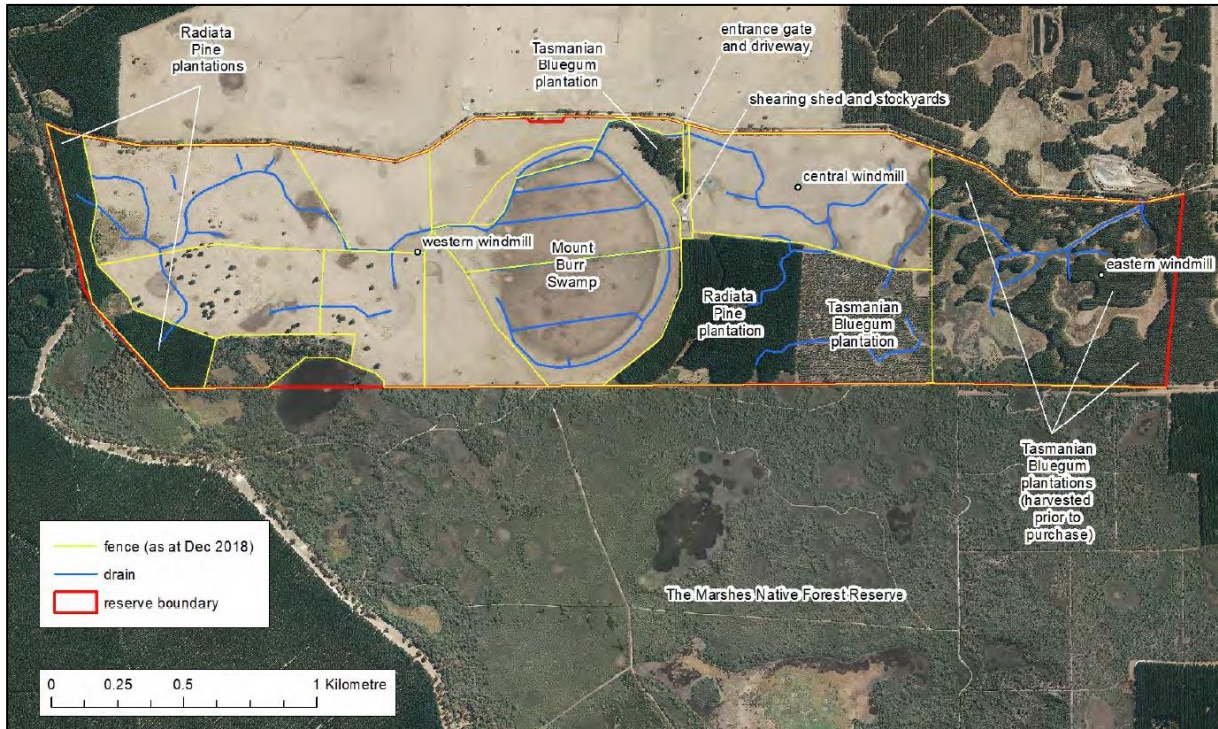 Radiata
Pine
plantations
Tasmanian
Bluegum
plantation
entrance gate
and driveway
shearing shed and stockyards
central windmill
western windmill
Mount
Burr
Swamp
eastern windmill
Radiata
Pine
plantation
Tasmanian
Bluegum
plantation
Tasmanian
Bluegum
plantations
(harvested
prior to
purchase)
fence (as at Dec 2018)
drain
reserve boundary
The Marshes Native Forest Reserve
0 0.25 0.5 1 Kilometre